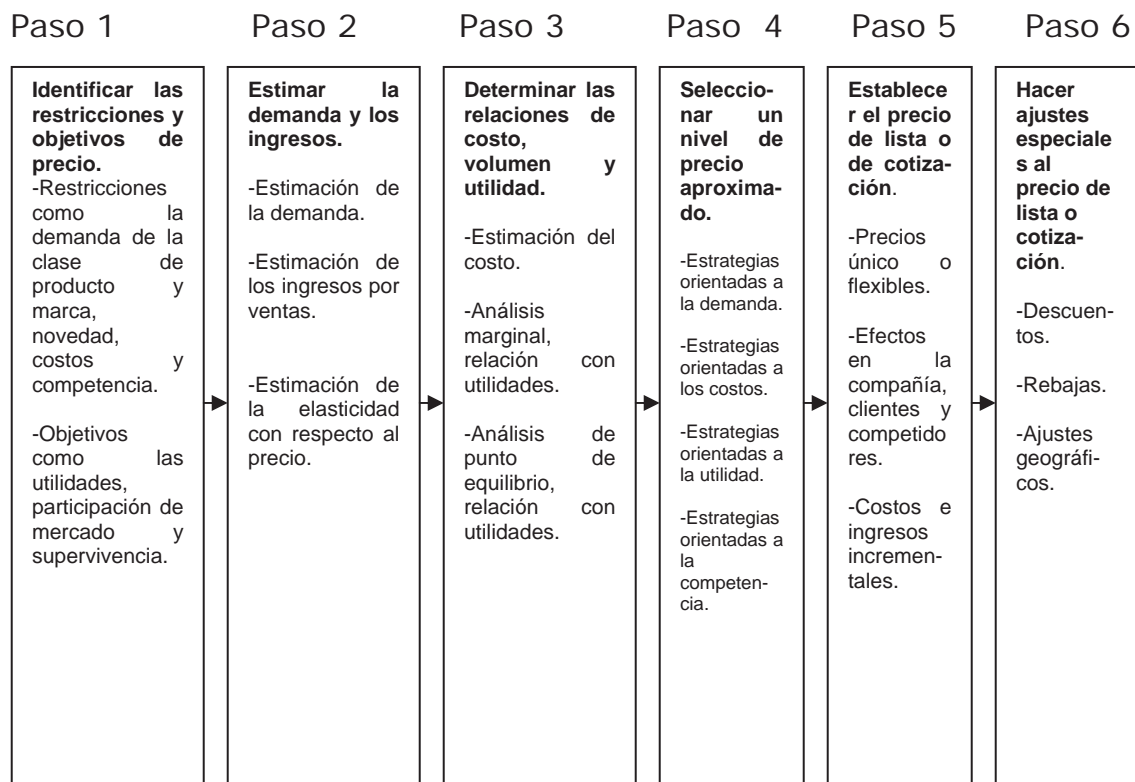 Paso 1
Paso 2
Paso 3
Paso 4
Paso 5
Paso 6
Identificar las
restricciones y
objetivos de
precio.
-Restricciones
como la
demanda de la
clase de
producto y
marca,
novedad,
costos y
competencia.
-Objetivos
como las
utilidades,
participación de
mercado y
supervivencia.
Estimar la
demanda y los
ingresos.
-Estimación de
la demanda.
-Estimación de
los ingresos por
ventas.
-Estimación de
la elasticidad
con respecto al
precio.
Determinar las
relaciones de
costo,
volumen y
utilidad.
-Estimación del
costo.
-Análisis
marginal,
relación con
utilidades.
-Análisis de
punto de
equilibrio,
relación con
utilidades.
Seleccio-
nar un
nivel de
precio
aproxima-
do.
-Estrategias
orientadas a
la demanda.
-Estrategias
orientadas a
los costos.
-Estrategias
orientadas a
la utilidad.
-Estrategias
orientadas a
la
competen-
cia.
Establece
r el precio
de lista o
de cotiza-
ción.
-Precios
único o
flexibles.
-Efectos
en la
compañía,
clientes y
competido
res.
-Costos e
ingresos
incremen-
tales.
Hacer
ajustes
especiale
s al
precio de
lista o
cotiza-
ción.
-Descuen-
tos.
-Rebajas.
-Ajustes
geográfi-
cos.